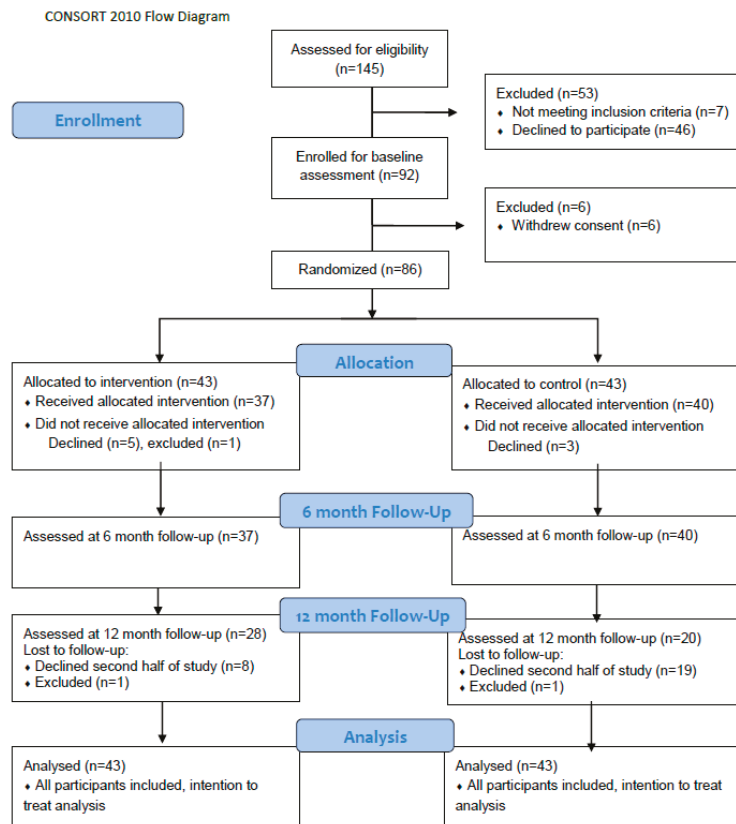 CONSORT 2010 Flow Diagram
Assessed for eligibility
(n=145)
Excluded (n=53)
♦ Not meeting inclusion criteria (n=7)
♦ Declined to participate (n=46)
Enrollment
Enrolled for baseline
assessment (n=92)
Excluded (n=6)
♦ Withdrew consent (n=6)
Randomized (n=86)
Allocation
Allocated to intervention (n=43)
♦ Received allocated intervention (n=37)
♦ Did not receive allocated intervention
Declined (n=5), excluded (n=1)
Allocated to control (n=43)
♦ Received allocated intervention (n=40)
♦ Did not receive allocated intervention
Declined (n=3)
6 month Follow-Up
Assessed at 6 month follow-up (n=37)
Assessed at 6 month follow-up (n=40)
12 month Follow-Up
Assessed at 12 month follow-up (n=28)
Lost to follow-up:
♦ Declined second half of study (n=8)
♦ Excluded (n=1)
Assessed at 12 month follow-up (n=20)
Lost to follow-up:
♦ Declined second half of study (n=19)
♦ Excluded (n=1)
Analysis
Analysed (n=43)
♦ All participants included, intention to
treat analysis
Analysed (n=43)
♦ All participants included, intention to treat
analysis